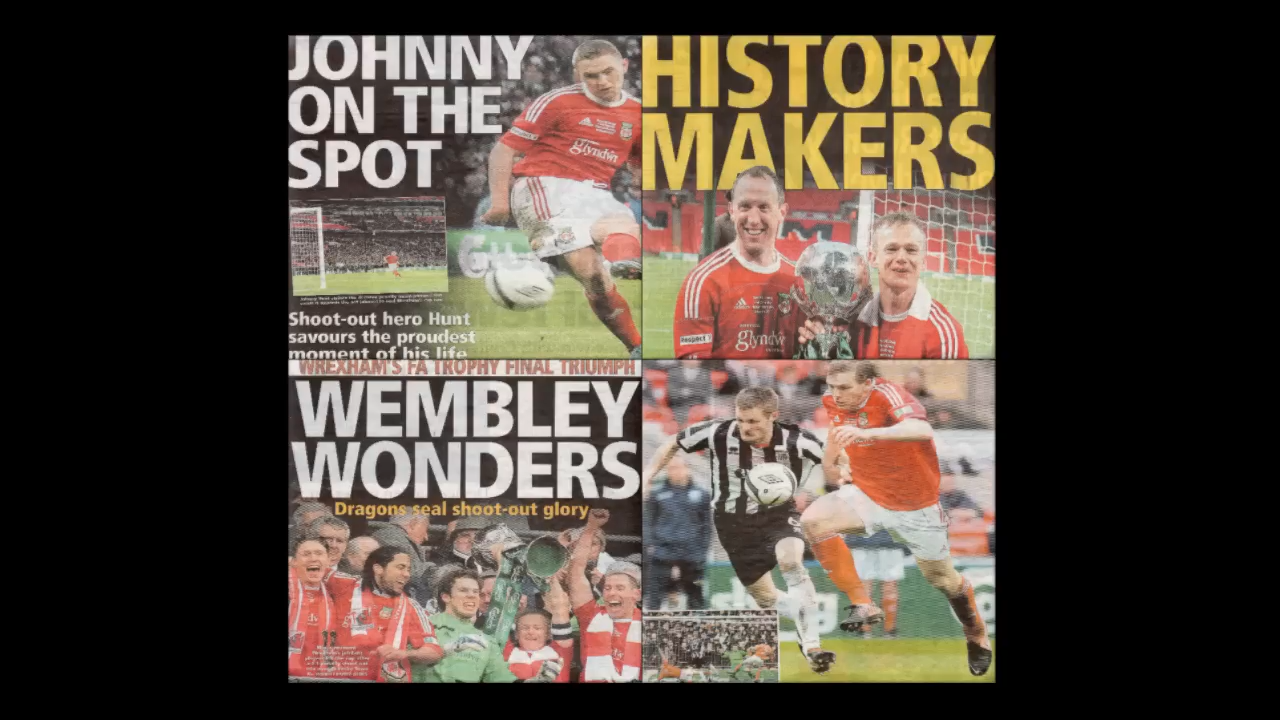 JOHNNY
ON THE
SPOT
glyndŵr
Shoot-out hero Hunt
savours the proudest
moment of his life
HISTORY
MAKERS
Respect
glyndŵr
WREXHAM'S FA TROPHY FINAL TRIUMPH
WEMBLEY
WONDERS
Dragons seal shoot-out glory